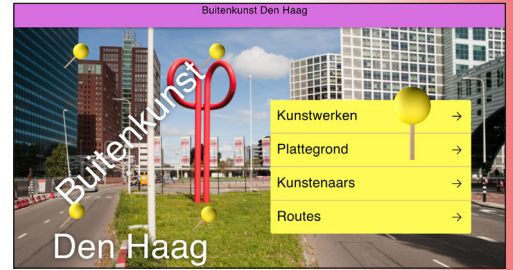 Buitenkunst Den Haag
Buitenkunst
Den Haag
Kunstwerken →
Plattegrond →
Kunstenaars →
Routes →